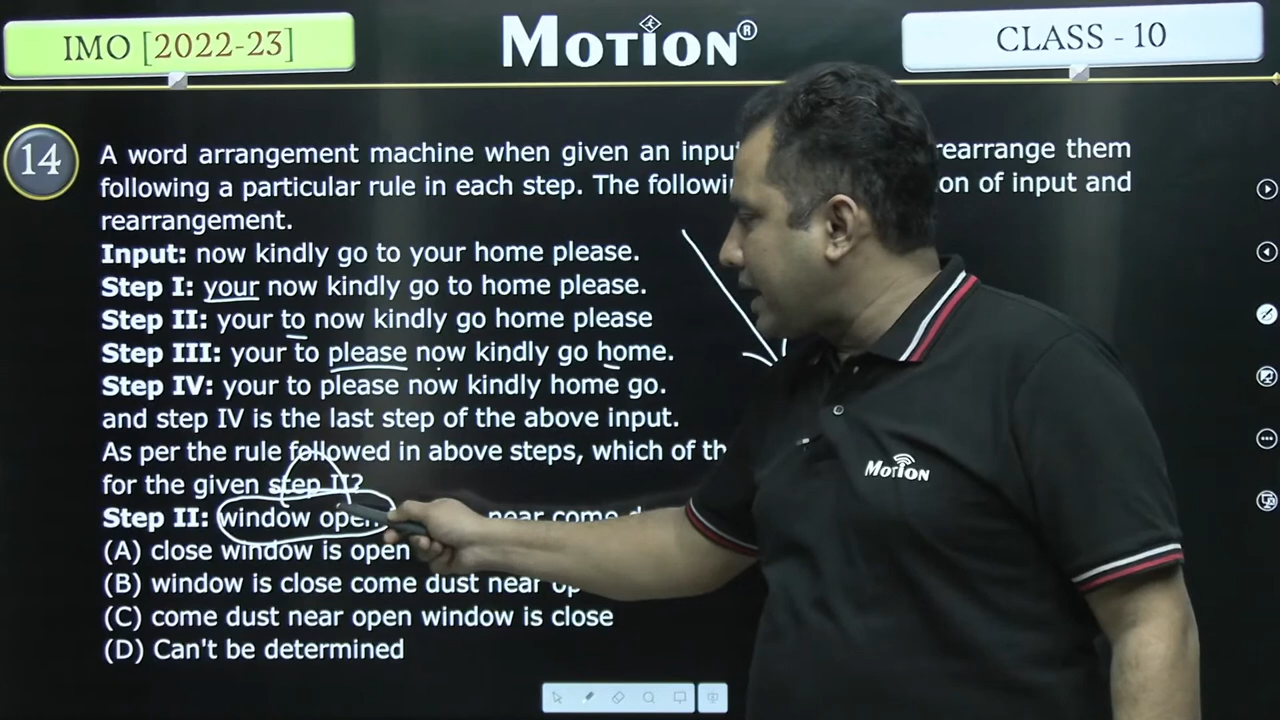 IMO [2022-23]
MOTION®
CLASS - 10
14
A word arrangement machine when given an rearrange them
following a particular rule in each step. The of input and
rearrangement.
Input: now kindly go to your home please.
Step I: your now kindly go to home please.
Step II: your to now kindly go home please
Step III: your to please now kindly go home.
Step IV: your to please now kindly home go.
and step IV is the last step of the above input.
As per the rule followed in above steps, which of
for the given step II?
Step II: window open near come
(A) close window is open
(B) window is close come dust near
(C) come dust near open window is close
(D) Can't be determined
MOTION